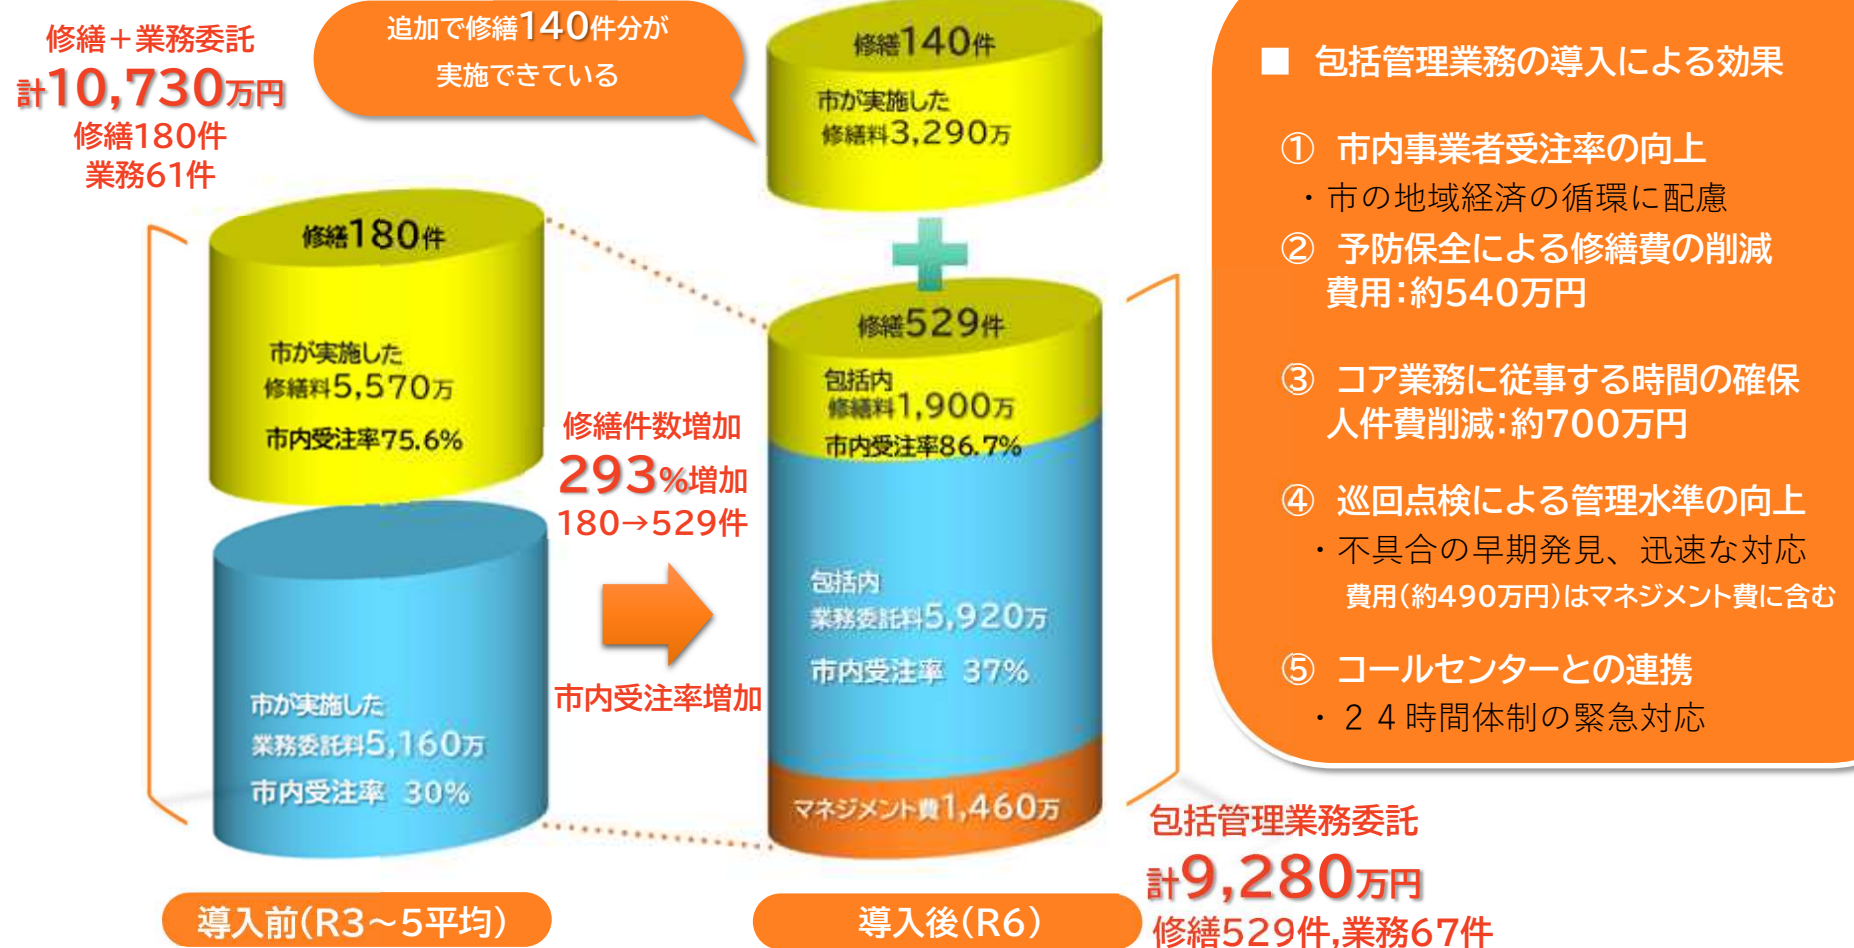 修繕＋業務委託
計10,730万円
修繕180件
業務61件
追加で修繕140件分が
実施できている
修繕140件
市が実施した
修繕料3,290万
修繕180件
市が実施した
修繕料5,570万
市内受注率75.6%
市が実施した
業務委託料5,160万
市内受注率 30%
導入前(R3～5平均)
修繕件数増加
293%増加
180→529件
市内受注率増加
修繕529件
包括内
修繕料1,900万
市内受注率86.7%
包括内
業務委託料5,920万
市内受注率 37%
マネジメント費1,460万
導入後(R6)
包括管理業務委託
計9,280万円
修繕529件,業務67件
■ 包括管理業務の導入による効果
① 市内事業者受注率の向上
・市の地域経済の循環に配慮
② 予防保全による修繕費の削減
費用：約540万円
③ コア業務に従事する時間の確保
人件費削減：約700万円
④ 巡回点検による管理水準の向上
・不具合の早期発見、迅速な対応
費用(約490万円)はマネジメント費に含む
⑤ コールセンターとの連携
・２４時間体制の緊急対応